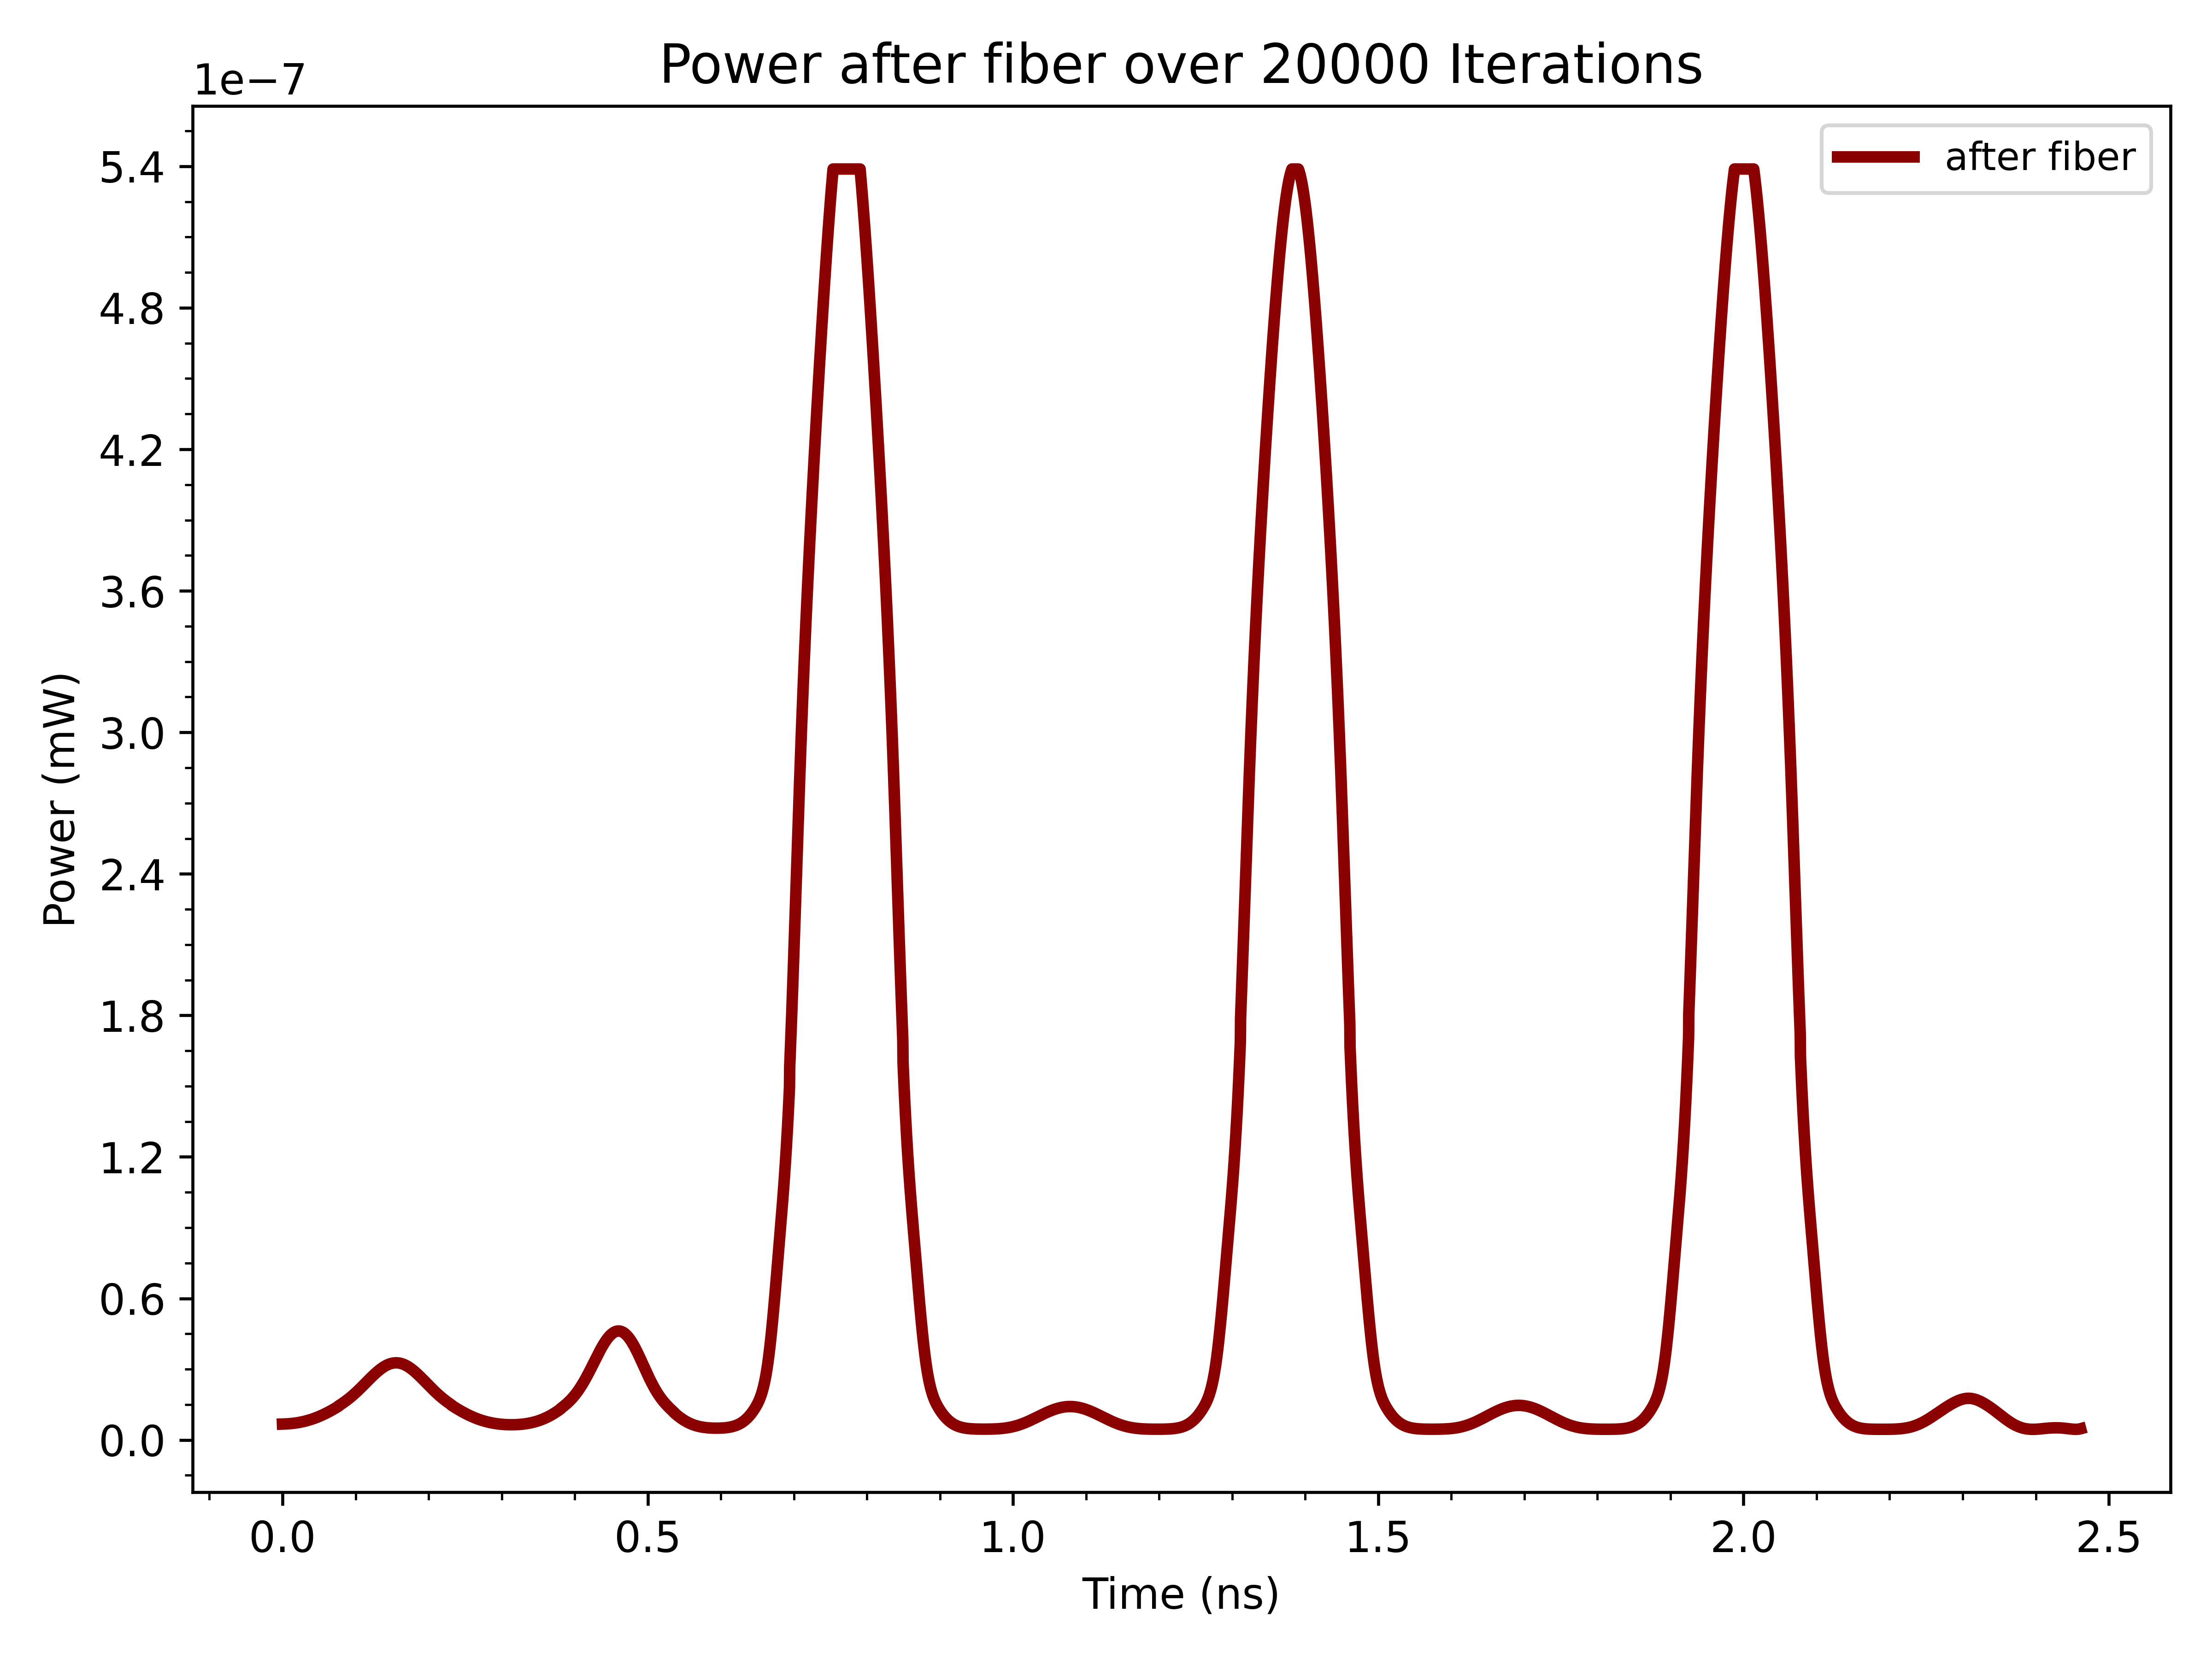 Power after fiber over 20000 Iterations
1e−7
after fiber
5.4
4.8
4.2
3.6
3.0
2.4
1.8
1.2
0.6
0.0
Power (mW)
0.0 0.5 1.0 1.5 2.0 2.5
Time (ns)